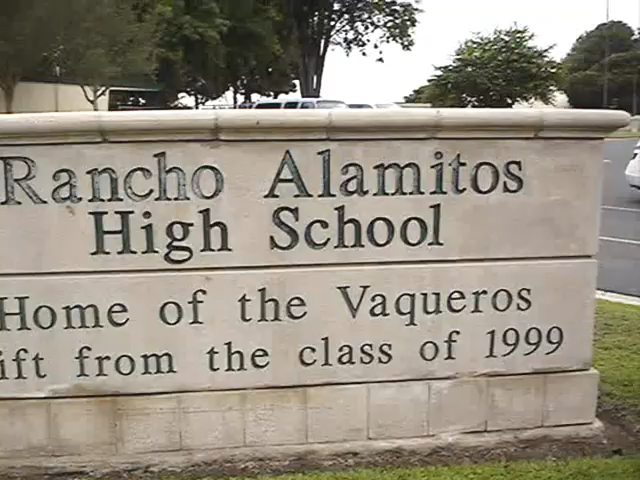 Rancho Alamitos
High School
Home of the Vaqueros
ift from the class of 1999